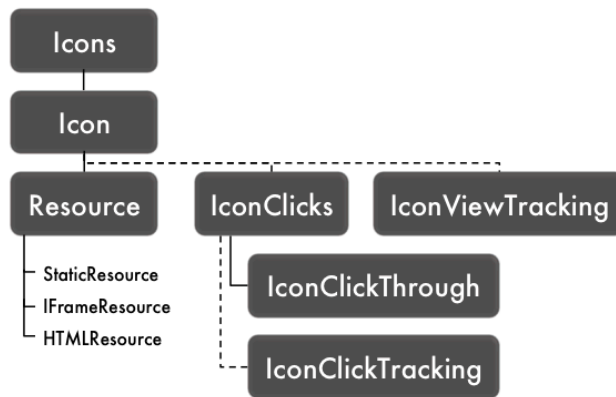 Icons
Icon
Resource
IconClicks
IconViewTracking
StaticResource
IFrameResource
HTMLResource
IconClickThrough
IconClickTracking